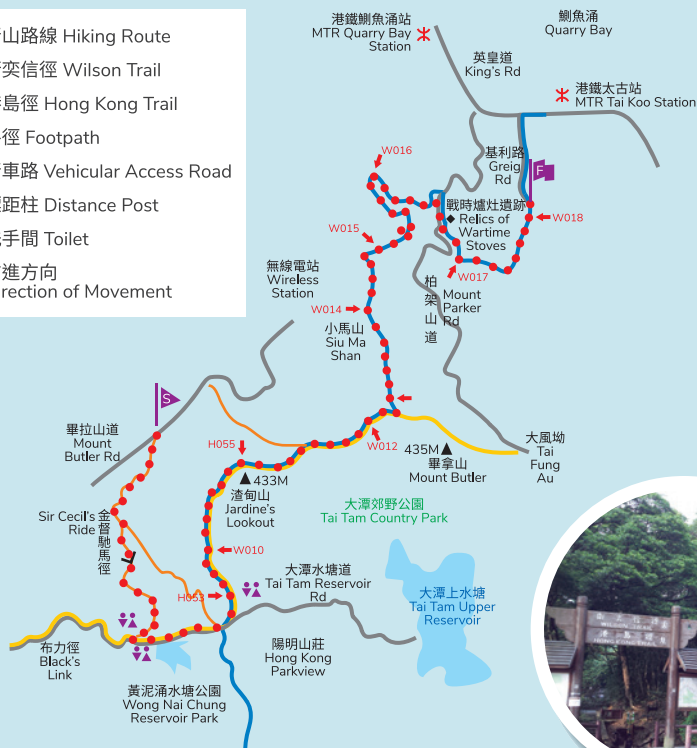 山路線 Hiking Route
奕信徑 Wilson Trail
島徑 Hong Kong Trail
徑 Footpath
車路 Vehicular Access Road
距柱 Distance Post
手間 Toilet
進方向
rection of Movement
港鐵鰂魚涌站
MTR Quarry Bay
Station
鰂魚涌
Quarry Bay
英皇道
King's Rd
港鐵太古站
MTR Tai Koo Station
W016
基利路
Greig
Rd
F
戰時爐灶遺跡
Relics of
Wartime
Stoves
W018
W015
W017
無線電站
Wireless
Station
柏架山道
Mount
Parker
Rd
W014
小馬山
Siu Ma
Shan
S
畢拉山道
Mount
Butler Rd
H055
W012
435M
畢拿山
Mount Butler
大風坳
Tai
Fung
Au
433M
渣甸山
Jardine's
Lookout
大潭郊野公園
Tai Tam Country Park
Sir Cecil's
Ride
金督馳馬徑
W010
H053
大潭水塘道
Tai Tam Reservoir
Rd
大潭上水塘
Tai Tam Upper
Reservoir
布力徑
Black's
Link
陽明山莊
Hong Kong
Parkview
黃泥涌水塘公園
Wong Nai Chung
Reservoir Park
HONG KONG TRAIL